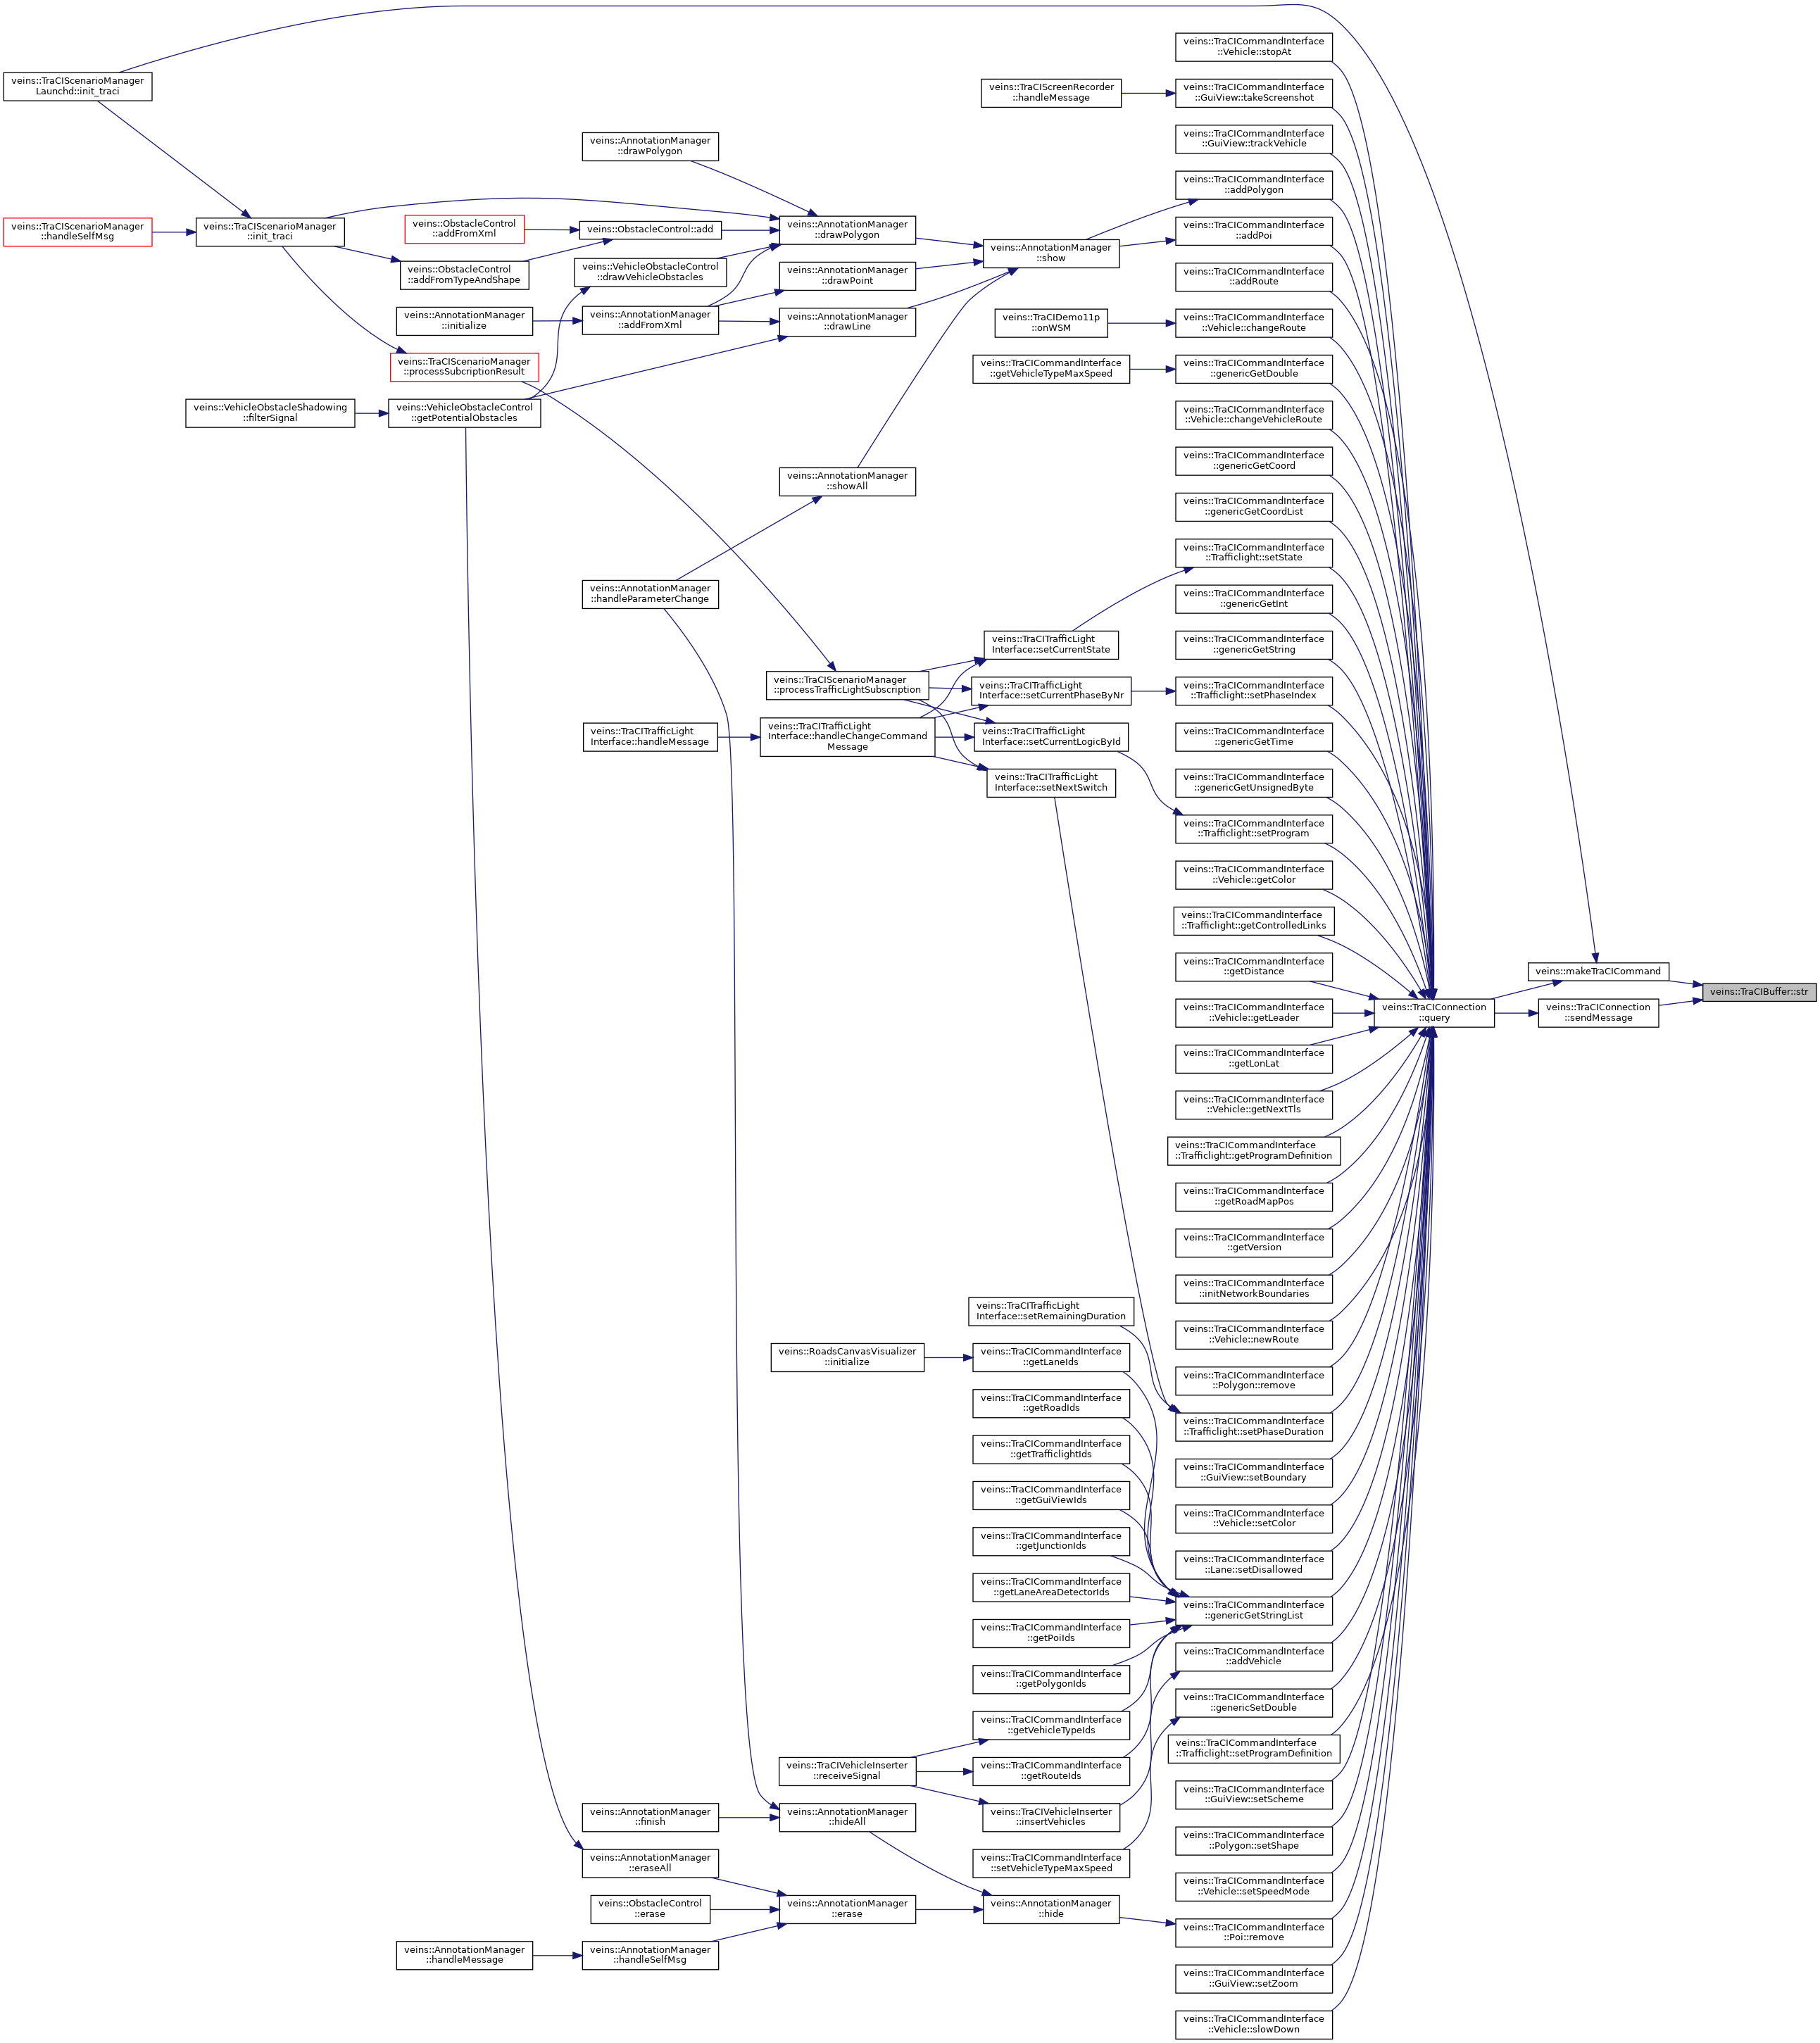 veins::TraCIScenarioManager
Launchd::init_traci
veins::TraCIScenarioManager
::handleSelfMsg
veins::TraCIScenarioManager
::init_traci
veins::VehicleObstacleShadowing
::filterSignal
veins::ObstacleControl
::addFromXml
veins::ObstacleControl
::addFromTypeAndShape
veins::AnnotationManager
::initialize
veins::TraCIScenarioManager
::processSubcriptionResult
veins::VehicleObstacleControl
::getPotentialObstacles
veins::AnnotationManager
::handleMessage
veins::AnnotationManager
::drawPolygon
veins::ObstacleControl::add
veins::VehicleObstacleControl
::drawVehicleObstacles
veins::AnnotationManager
::addFromXml
veins::AnnotationManager
::handleParameterChange
veins::TraCITrafficLight
Interface::handleMessage
veins::AnnotationManager
::finish
veins::AnnotationManager
::eraseAll
veins::ObstacleControl
::erase
veins::AnnotationManager
::handleSelfMsg
veins::AnnotationManager
::drawPolygon
veins::AnnotationManager
::drawPoint
veins::AnnotationManager
::drawLine
veins::AnnotationManager
::showAll
veins::TraCIScenarioManager
::processTrafficLightSubscription
veins::TraCITrafficLight
Interface::handleChangeCommand
Message
veins::RoadsCanvasVisualizer
::initialize
veins::TraCIVehicleInserter
::receiveSignal
veins::AnnotationManager
::hideAll
veins::AnnotationManager
::erase
veins::TraCIScreenRecorder
::handleMessage
veins::AnnotationManager
::show
veins::TraCIDemo11p
::onWSM
veins::TraCICommandInterface
::getVehicleTypeMaxSpeed
veins::TraCITrafficLight
Interface::setCurrentState
veins::TraCITrafficLight
Interface::setCurrentPhaseByNr
veins::TraCITrafficLight
Interface::setCurrentLogicById
veins::TraCITrafficLight
Interface::setNextSwitch
veins::TraCITrafficLight
Interface::setRemainingDuration
veins::TraCICommandInterface
::getLaneIds
veins::TraCICommandInterface
::getRoadIds
veins::TraCICommandInterface
::getTrafficlightIds
veins::TraCICommandInterface
::getGuiViewIds
veins::TraCICommandInterface
::getJunctionIds
veins::TraCICommandInterface
::getLaneAreaDetectorIds
veins::TraCICommandInterface
::getPoiIds
veins::TraCICommandInterface
::getPolygonIds
veins::TraCICommandInterface
::getVehicleTypeIds
veins::TraCICommandInterface
::getRouteIds
veins::TraCIVehicleInserter
::insertVehicles
veins::TraCICommandInterface
::setVehicleTypeMaxSpeed
veins::AnnotationManager
::hide
veins::TraCICommandInterface
::Vehicle::stopAt
veins::TraCICommandInterface
::GuiView::takeScreenshot
veins::TraCICommandInterface
::GuiView::trackVehicle
veins::TraCICommandInterface
::addPolygon
veins::TraCICommandInterface
::addPoi
veins::TraCICommandInterface
::addRoute
veins::TraCICommandInterface
::Vehicle::changeRoute
veins::TraCICommandInterface
::genericGetDouble
veins::TraCICommandInterface
::Vehicle::changeVehicleRoute
veins::TraCICommandInterface
::genericGetCoord
veins::TraCICommandInterface
::genericGetCoordList
veins::TraCICommandInterface
::Trafficlight::setState
veins::TraCICommandInterface
::genericGetInt
veins::TraCICommandInterface
::genericGetString
veins::TraCICommandInterface
::Trafficlight::setPhaseIndex
veins::TraCICommandInterface
::genericGetTime
veins::TraCICommandInterface
::genericGetUnsignedByte
veins::TraCICommandInterface
::Trafficlight::setProgram
veins::TraCICommandInterface
::Vehicle::getColor
veins::TraCICommandInterface
::Trafficlight::getControlledLinks
veins::TraCICommandInterface
::getDistance
veins::TraCICommandInterface
::Vehicle::getLeader
veins::TraCICommandInterface
::getLonLat
veins::TraCICommandInterface
::Vehicle::getNextTls
veins::TraCICommandInterface
::Trafficlight::getProgramDefinition
veins::TraCICommandInterface
::getRoadMapPos
veins::TraCICommandInterface
::getVersion
veins::TraCICommandInterface
::initNetworkBoundaries
veins::TraCICommandInterface
::Vehicle::newRoute
veins::TraCICommandInterface
::Polygon::remove
veins::TraCICommandInterface
::Trafficlight::setPhaseDuration
veins::TraCICommandInterface
::GuiView::setBoundary
veins::TraCICommandInterface
::Vehicle::setColor
veins::TraCICommandInterface
::Lane::setDisallowed
veins::TraCICommandInterface
::genericGetStringList
veins::TraCICommandInterface
::addVehicle
veins::TraCICommandInterface
::genericSetDouble
veins::TraCICommandInterface
::Trafficlight::setProgramDefinition
veins::TraCICommandInterface
::GuiView::setScheme
veins::TraCICommandInterface
::Polygon::setShape
veins::TraCICommandInterface
::Vehicle::setSpeedMode
veins::TraCICommandInterface
::Poi::remove
veins::TraCICommandInterface
::GuiView::setZoom
veins::TraCICommandInterface
::Vehicle::slowDown
veins::TraCIConnection
::query
veins::makeTraCICommand
veins::TraCIConnection
::sendMessage
veins::TraCIBuffer::str